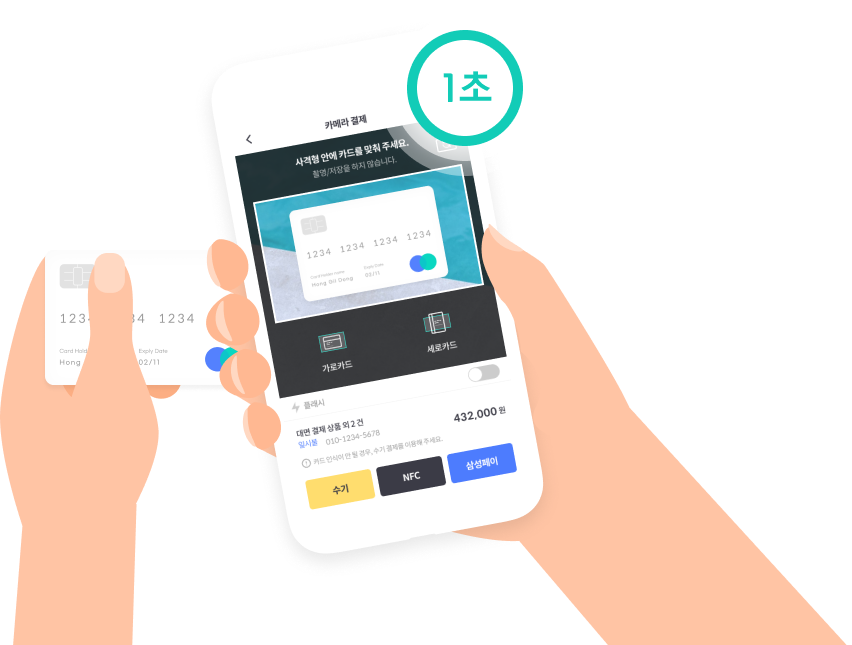 1초
카메라 결제
사격형 안에 카드를 맞춰 주세요.
촬영/저장을 하지 않습니다.
1234 1234 1234 1234
Card Holder Name Expiry Date
Hong Gil Dong 02/11
가로카드
세로카드
플래시
대면 결제 상품 외 2 건
432,000 원
일시불 010-1234-5678
카드 인식이 안 될 경우, 수기 결제를 이용해 주세요.
수기
NFC
삼성페이
34 1234
Card Hold Expiy Date
Hong 02/11